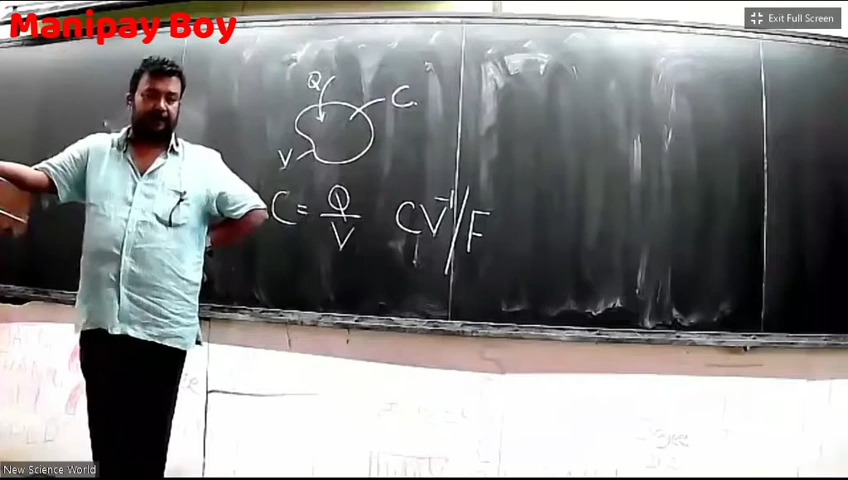 Manipay Boy
Exit Full Screen
Q
C
V
C = Q/V CV⁻¹/F
New Science World